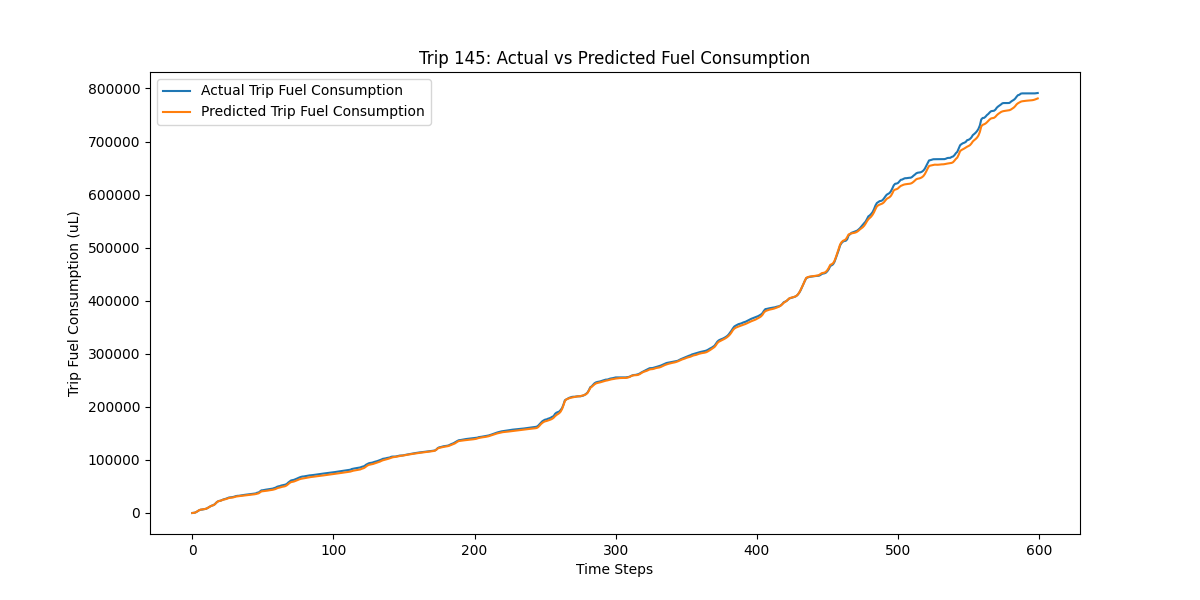 Trip 145: Actual vs Predicted Fuel Consumption
Actual Trip Fuel Consumption
Predicted Trip Fuel Consumption
Trip Fuel Consumption (uL)
800000
700000
600000
500000
400000
300000
200000
100000
0
0 100 200 300 400 500 600
Time Steps